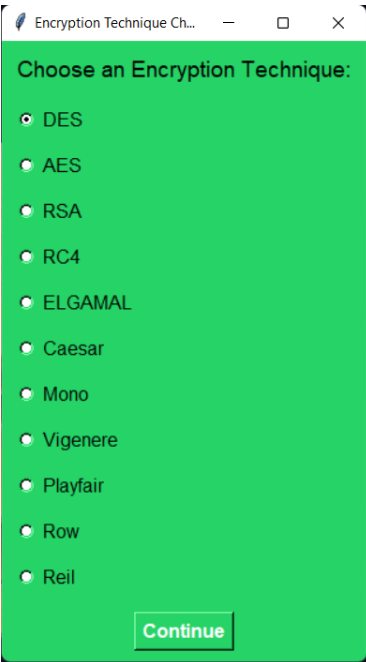 Encryption Technique Ch...
Choose an Encryption Technique:
DES
AES
RSA
RC4
ELGAMAL
Caesar
Mono
Vigenere
Playfair
Row
Reil
Continue